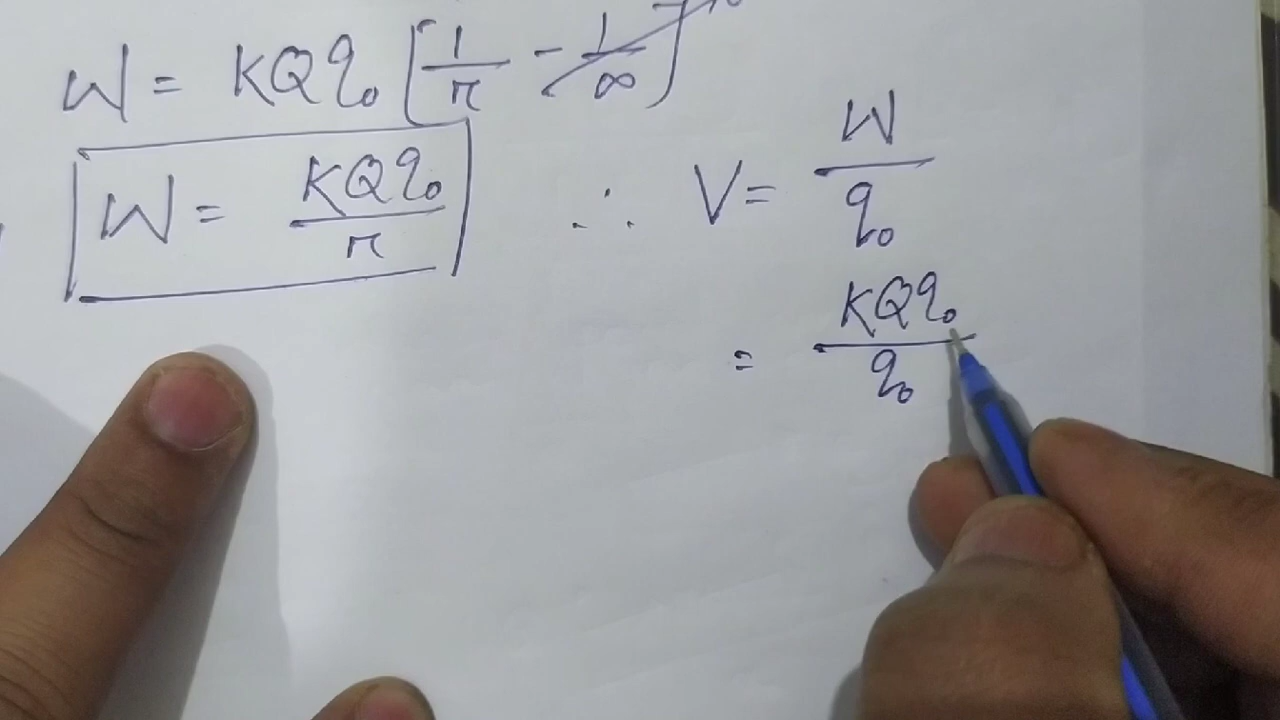 W = KQq₀ [1/r - 1/∞]
W = KQq₀/r ∴ V = W/q₀
= KQq₀/q₀